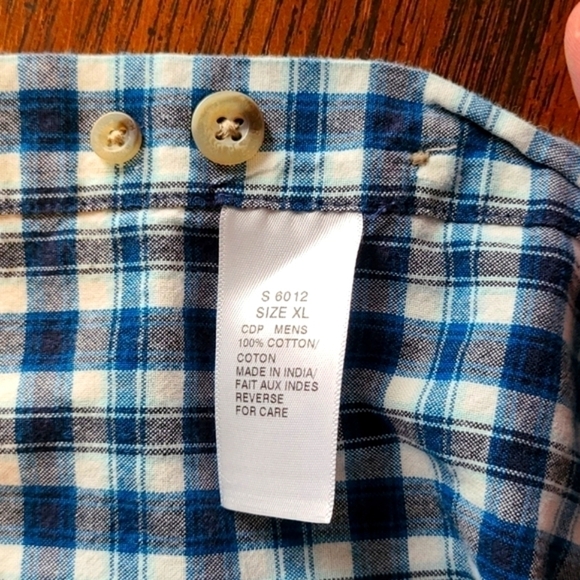 S 6012
SIZE XL
CDP MENS
100% COTTON/
COTON
MADE IN INDIA/
FAIT AUX INDES
REVERSE
FOR CARE